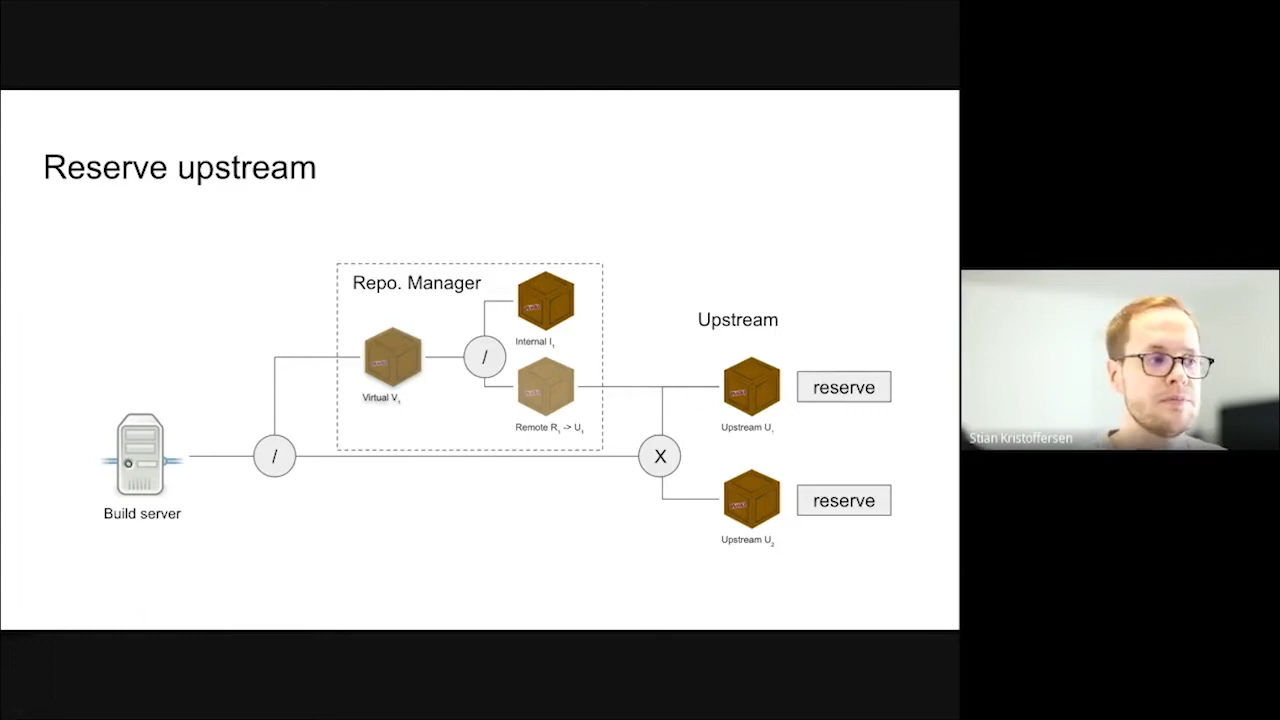 Reserve upstream
Repo. Manager
Internal I1
/
Virtual V1
Remote R1 -> U1
Upstream
reserve
Upstream U1
/
X
reserve
Upstream U2
Build server
Stian Kristoffersen